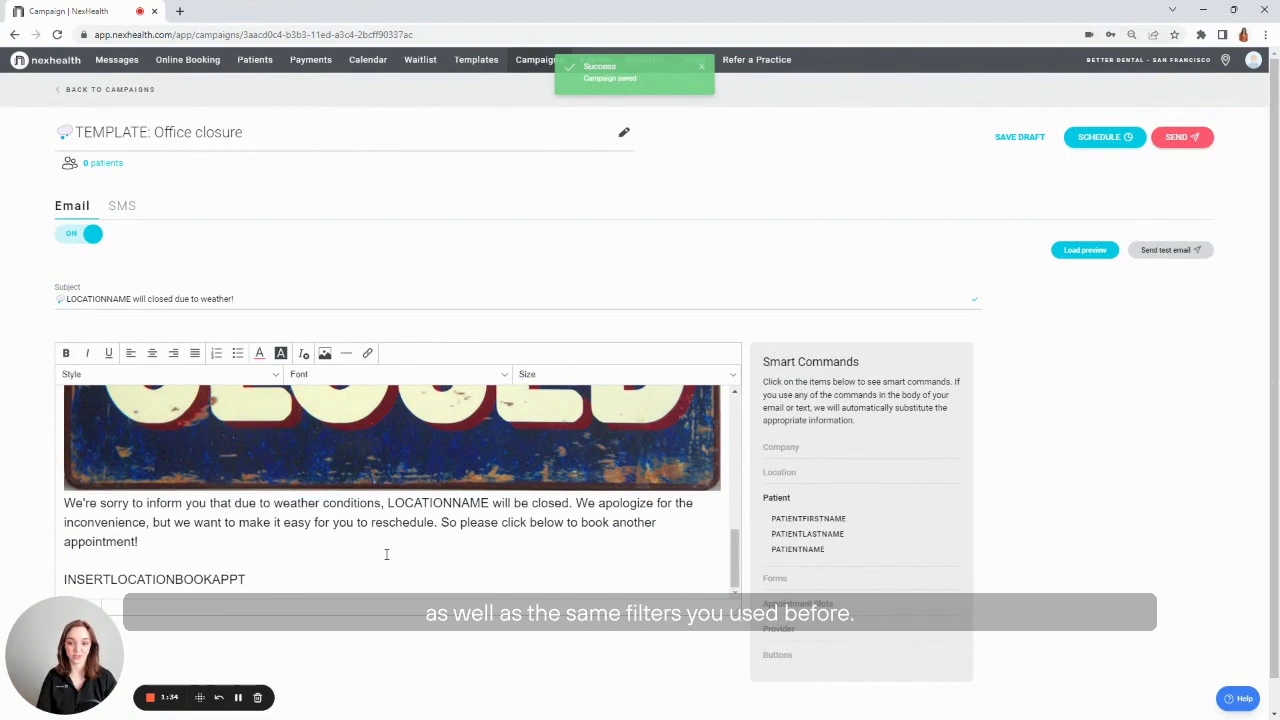 Campaign | NexHealth
app.nexhealth.com/app/campaigns/3aacd0c4-b3b3-11ed-a3c4-2bcff90337ac
nexhealth Messages Online Booking Patients Payments Calendar Waitlist Templates Campaigns Refer a Practice BETTER DENTAL - SAN FRANCISCO
Success
Campaign saved
BACK TO CAMPAIGNS
TEMPLATE: Office closure
SAVE DRAFT SCHEDULE SEND
0 patients
Email SMS
ON
Load preview Send test email
Subject
LOCATIONNAME will closed due to weather!
B I U A A
Style Font Size
We're sorry to inform you that due to weather conditions, LOCATIONNAME will be closed. We apologize for the
inconvenience, but we want to make it easy for you to reschedule. So please click below to book another
appointment!
INSERTLOCATIONBOOKAPPT
Smart Commands
Click on the items below to see smart commands. If
you use any of the commands in the body of your
email or text, we will automatically substitute the
appropriate information.
Company
Location
Patient
PATIENTFIRSTNAME
PATIENTLASTNAME
PATIENTNAME
Forms
Appointment Slots
Provider
Buttons
as well as the same filters you used before.
1:34
Help